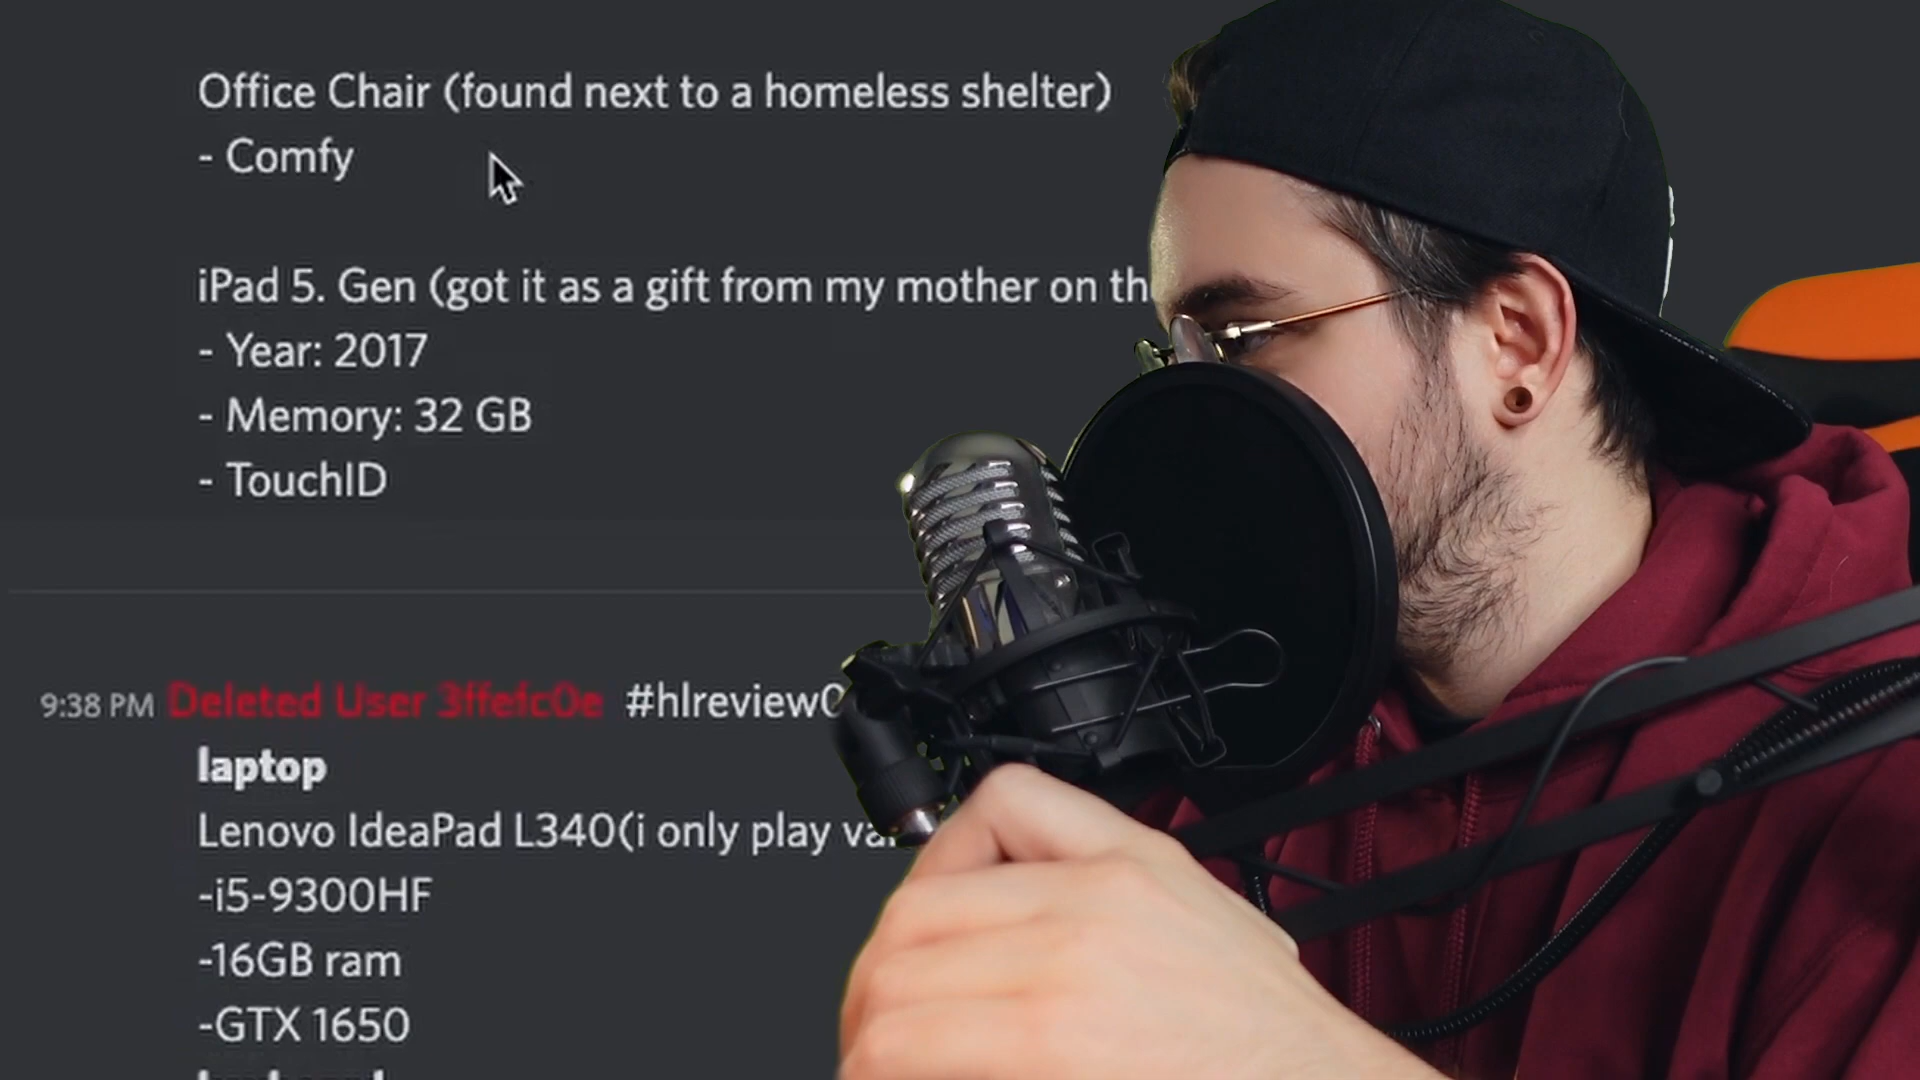 Office Chair (found next to a homeless shelter)
- Comfy
iPad 5. Gen (got it as a gift from my mother on th
- Year: 2017
- Memory: 32 GB
- TouchID
9:38 PM Deleted User 3ffefc0e #hlreview0
laptop
Lenovo IdeaPad L340(i only play va
-i5-9300HF
-16GB ram
-GTX 1650